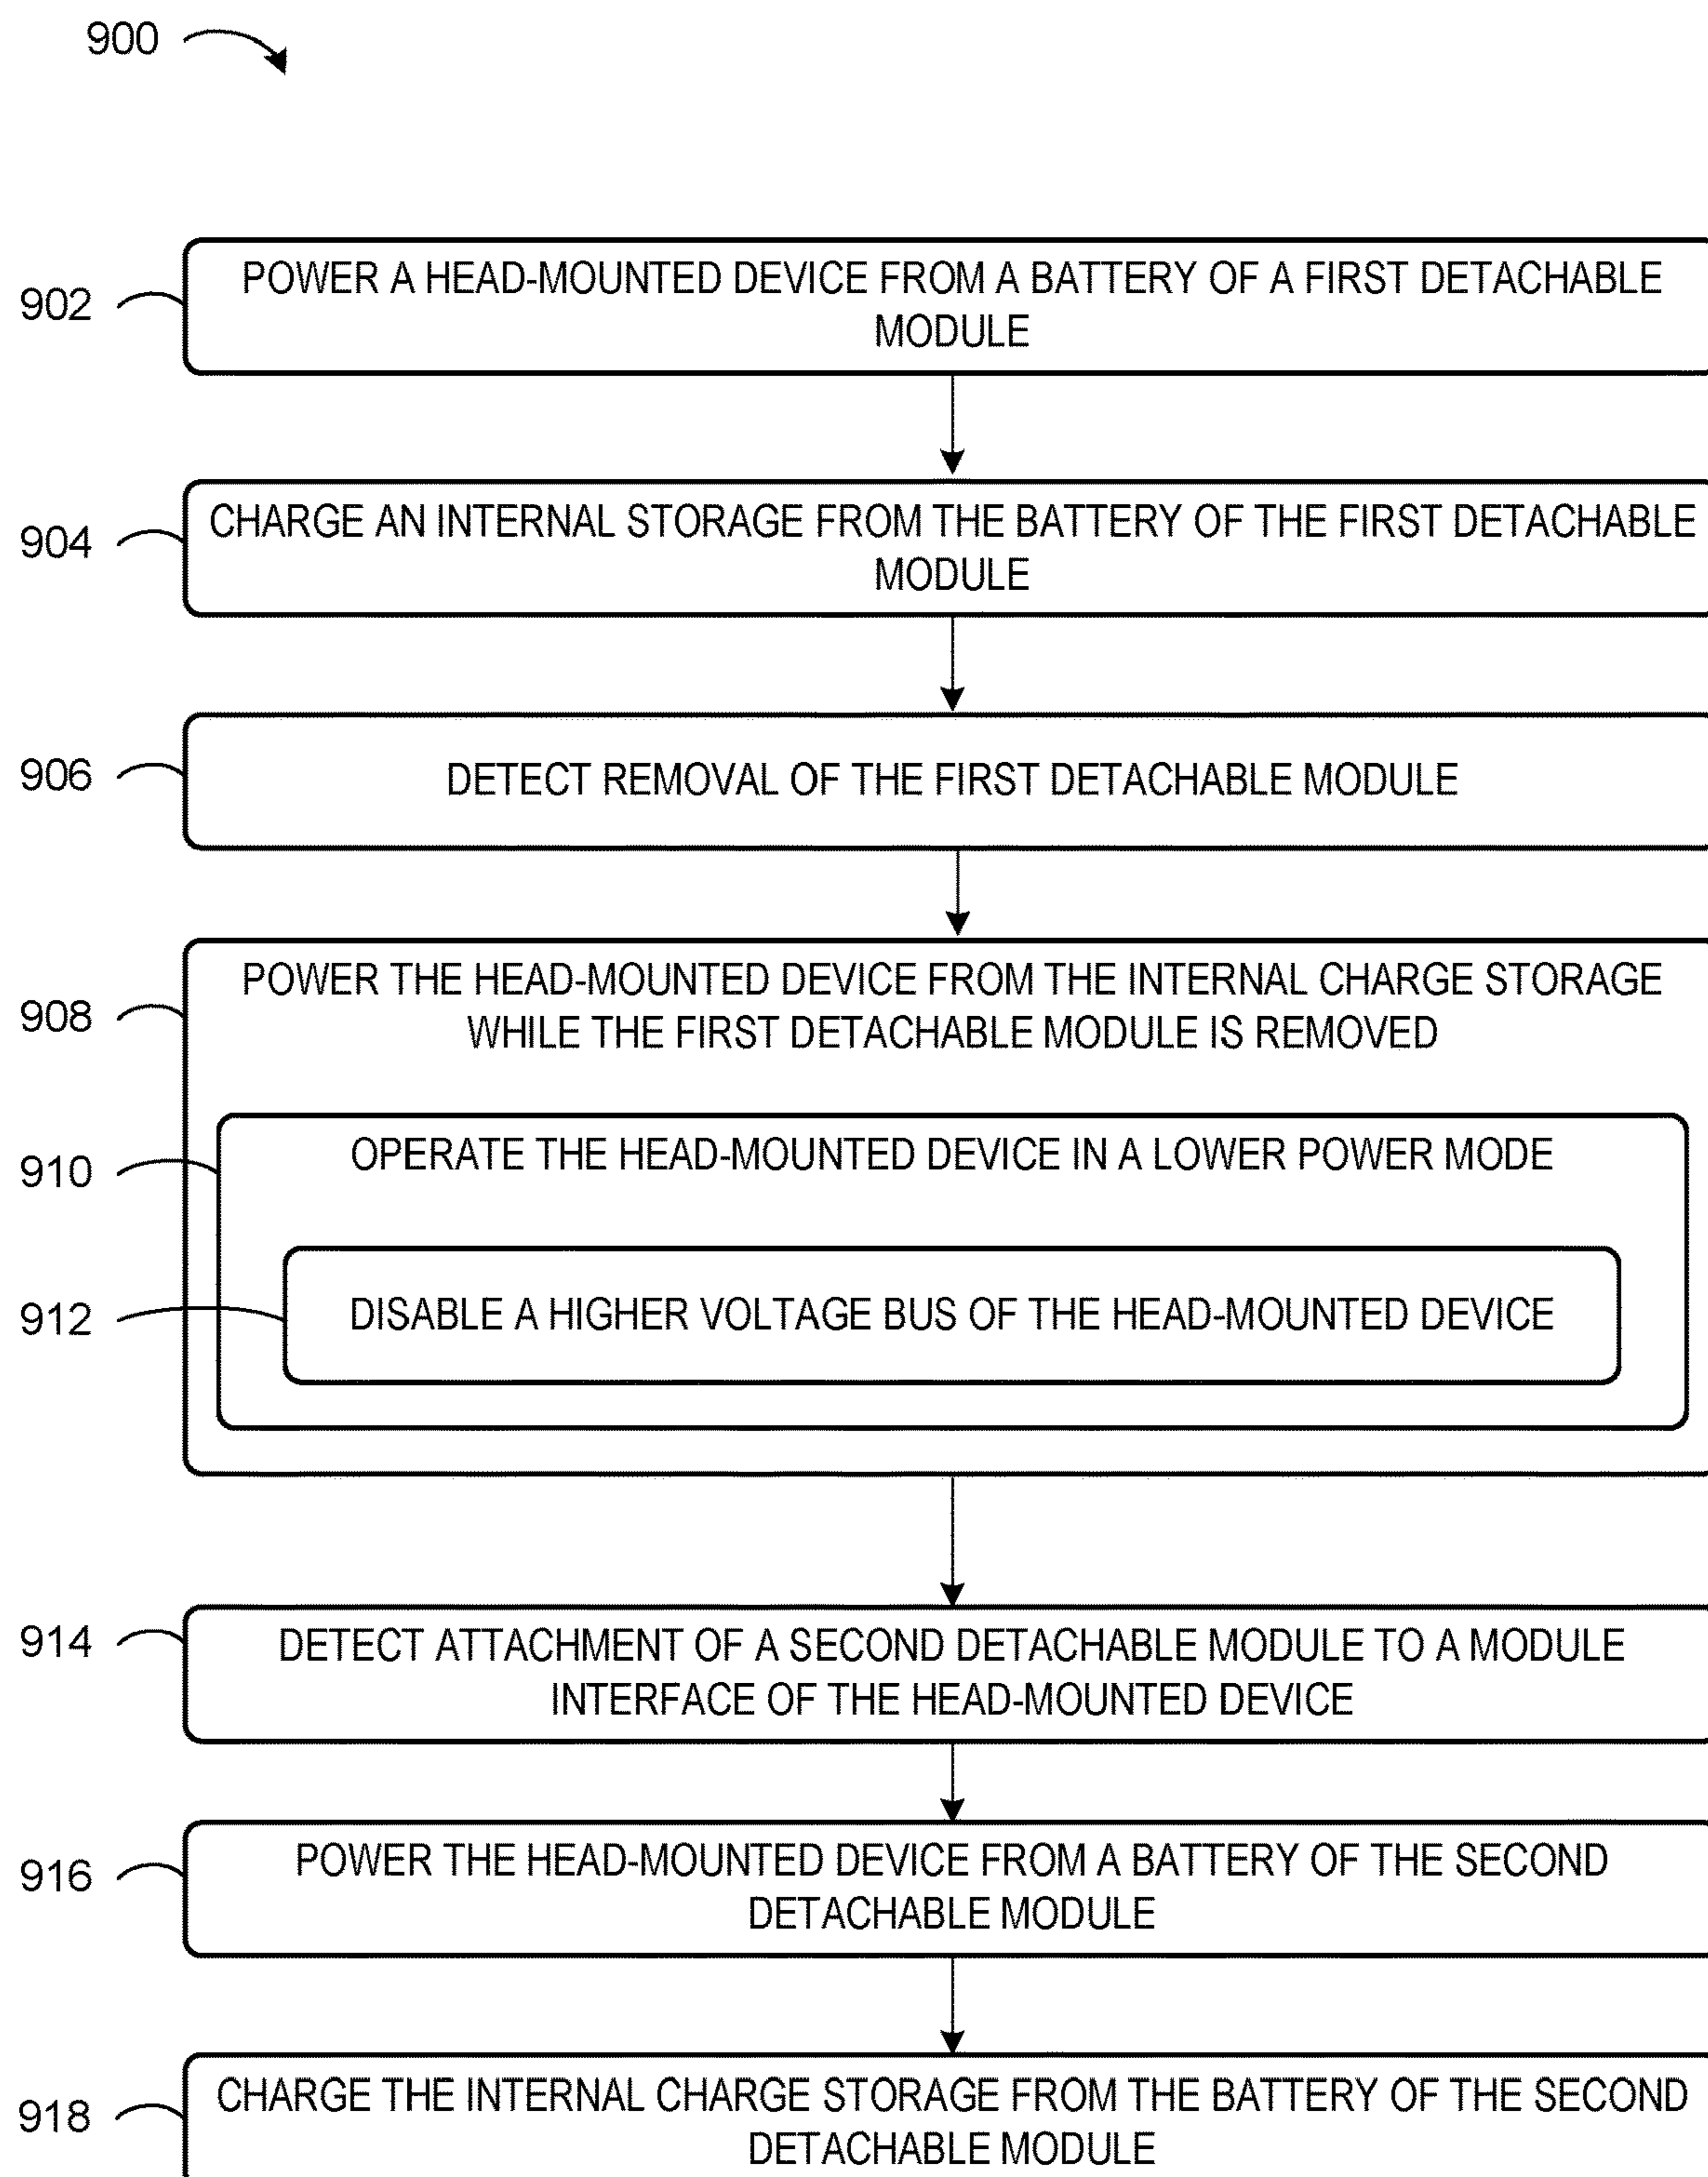 900
902
POWER A HEAD-MOUNTED DEVICE FROM A BATTERY OF A FIRST DETACHABLE
MODULE
904
CHARGE AN INTERNAL STORAGE FROM THE BATTERY OF THE FIRST DETACHABLE
MODULE
906
DETECT REMOVAL OF THE FIRST DETACHABLE MODULE
908
POWER THE HEAD-MOUNTED DEVICE FROM THE INTERNAL CHARGE STORAGE
WHILE THE FIRST DETACHABLE MODULE IS REMOVED
910
OPERATE THE HEAD-MOUNTED DEVICE IN A LOWER POWER MODE
912
DISABLE A HIGHER VOLTAGE BUS OF THE HEAD-MOUNTED DEVICE
914
DETECT ATTACHMENT OF A SECOND DETACHABLE MODULE TO A MODULE
INTERFACE OF THE HEAD-MOUNTED DEVICE
916
POWER THE HEAD-MOUNTED DEVICE FROM A BATTERY OF THE SECOND
DETACHABLE MODULE
918
CHARGE THE INTERNAL CHARGE STORAGE FROM THE BATTERY OF THE SECOND
DETACHABLE MODULE